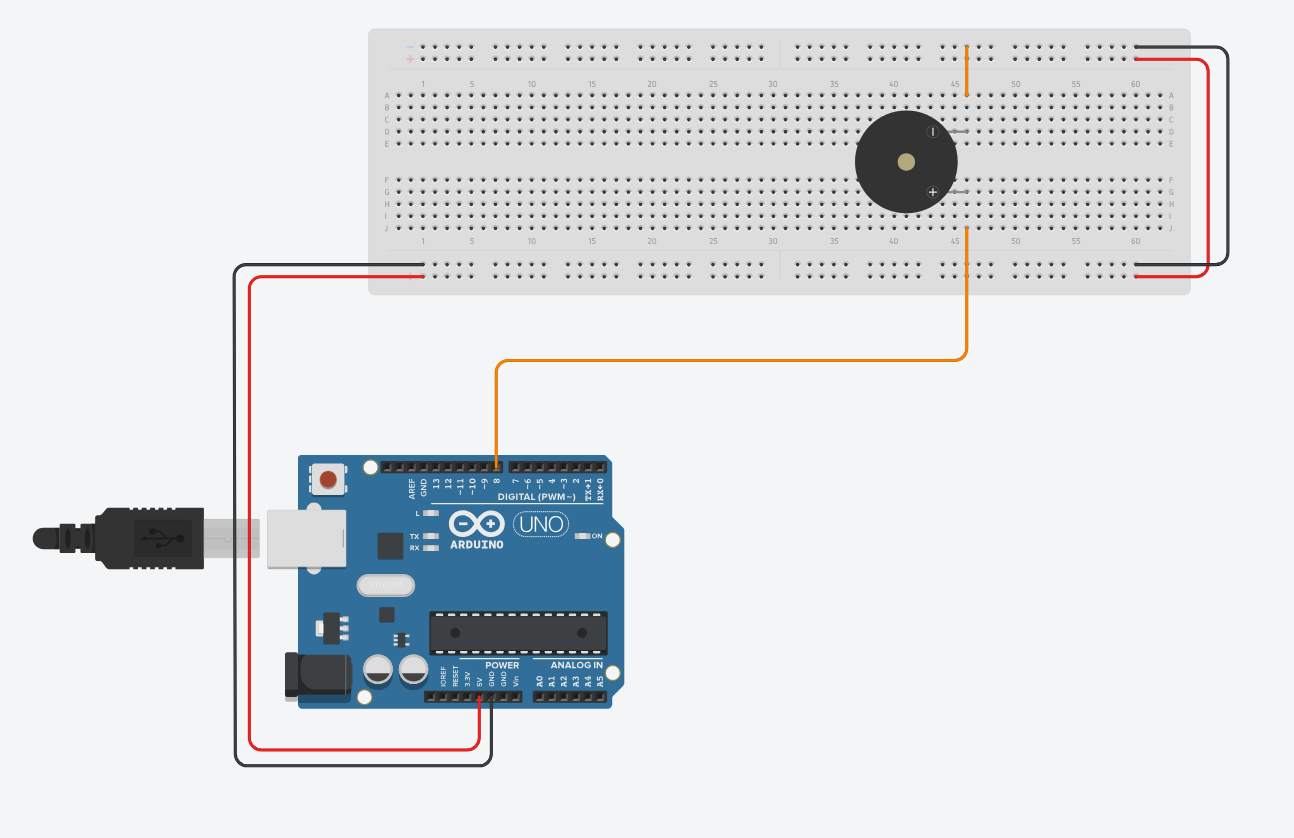 − 
+
1 5 10 15 20 25 30 35 40 45 50 55 60
A A
B B
C C
D D
E E
F F
G G
H H
I I
J J
1 5 10 15 20 25 30 35 40 45 50 55 60
AREF GND 13 12 ~11 ~10 ~9 8 7 ~6 ~5 4 ~3 2 TX→1 RX←0
DIGITAL (PWM~)
L
TX
RX
UNO
ARDUINO
ON
POWER
ANALOG IN
IOREF RESET 3.3V 5V GND GND Vin A0 A1 A2 A3 A4 A5